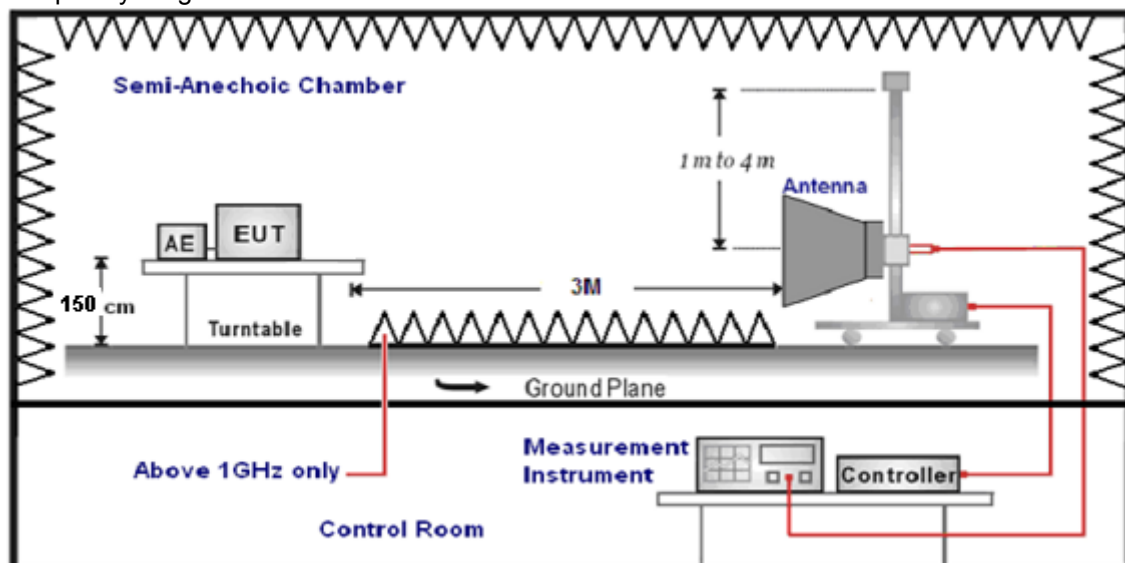 Semi-Anechoic Chamber
1 m to 4 m
Antenna
AE
EUT
150 cm
3M
Turntable
Ground Plane
Above 1GHz only
Measurement
Instrument
Controller
Control Room